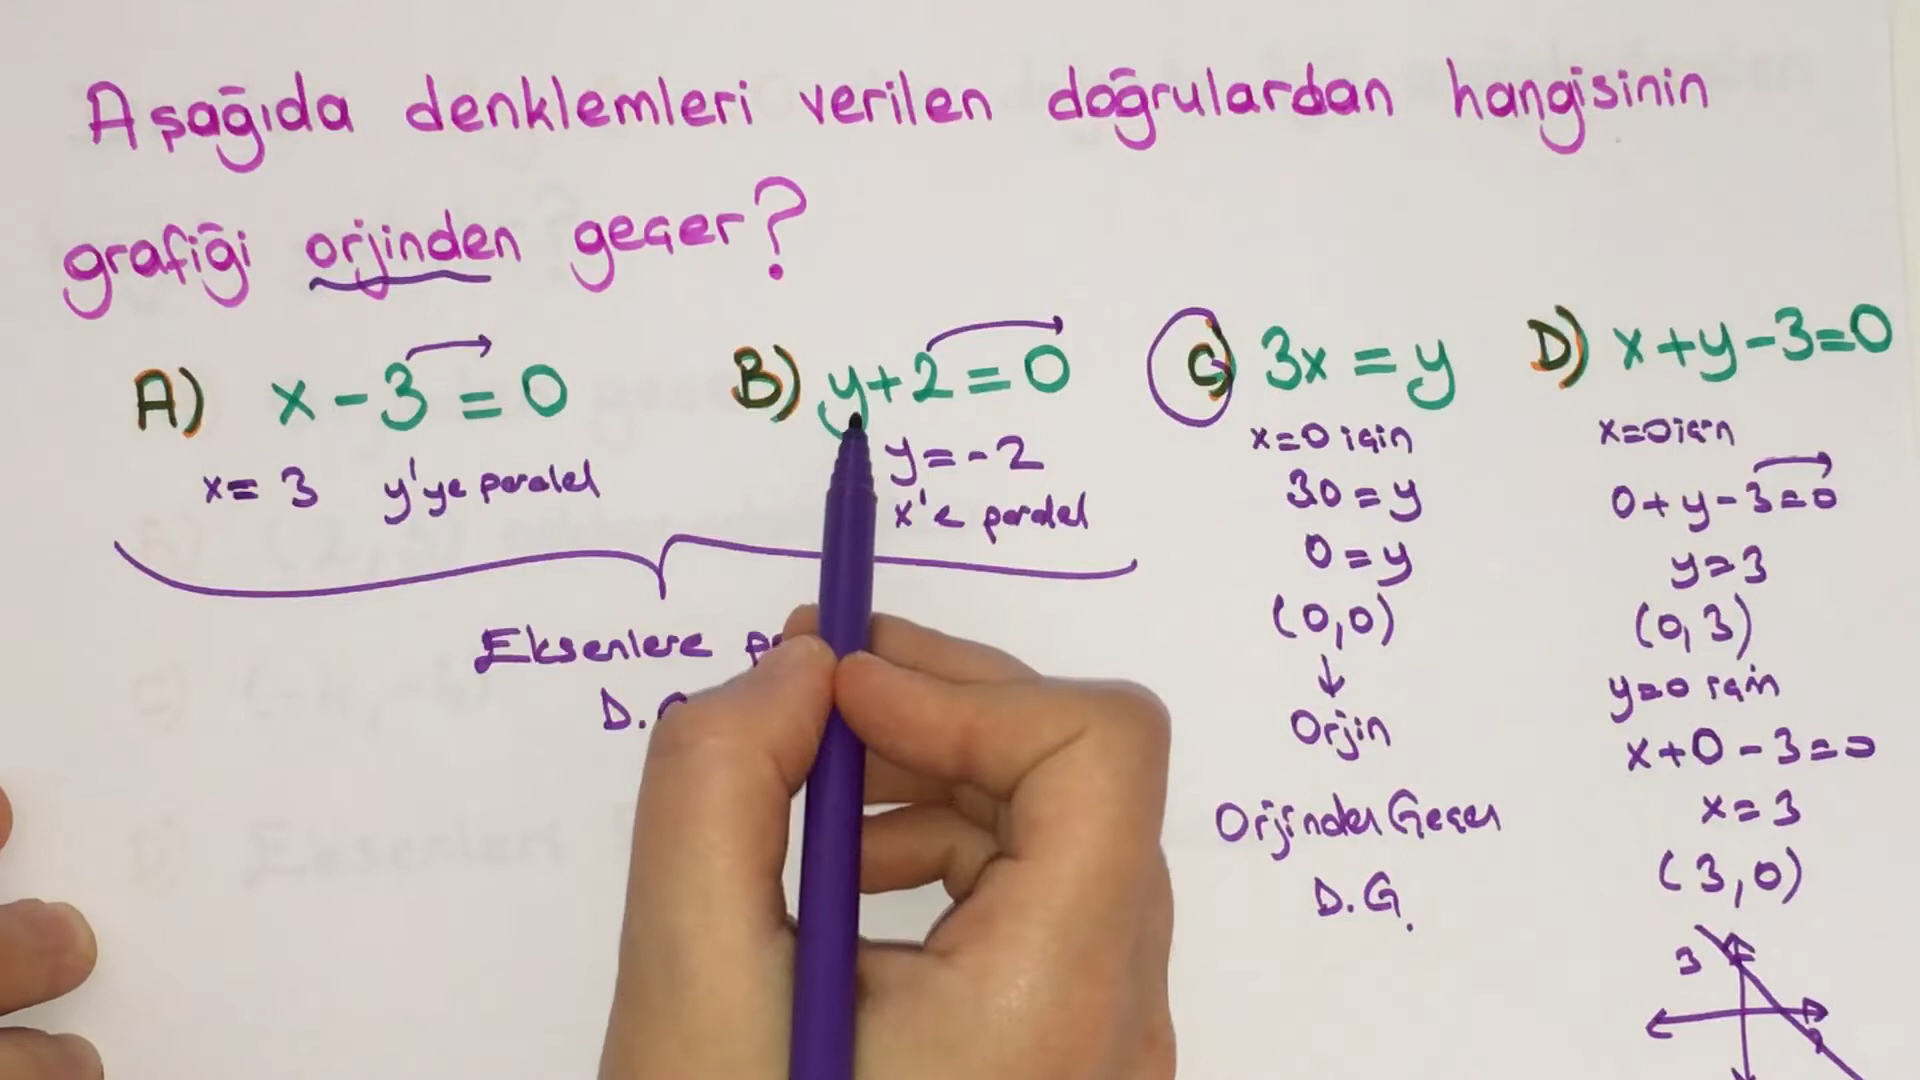 Aşağıda denklemleri verilen doğrulardan hangisinin
grafiği orjinden geçer?
A) x - 3 = 0
x = 3 y'ye paralel
B) y + 2 = 0
y = -2
x'e paralel
Eksenlere
D.
C) 3x = y
x=0 için
3.0 = y
0 = y
(0,0)
↓
Orjin
Orjinden Geçer
D.G.
D) x + y - 3 = 0
x=0 için
0 + y - 3 = 0
y = 3
(0,3)
y=0 için
x + 0 - 3 = 0
x = 3
(3,0)
3